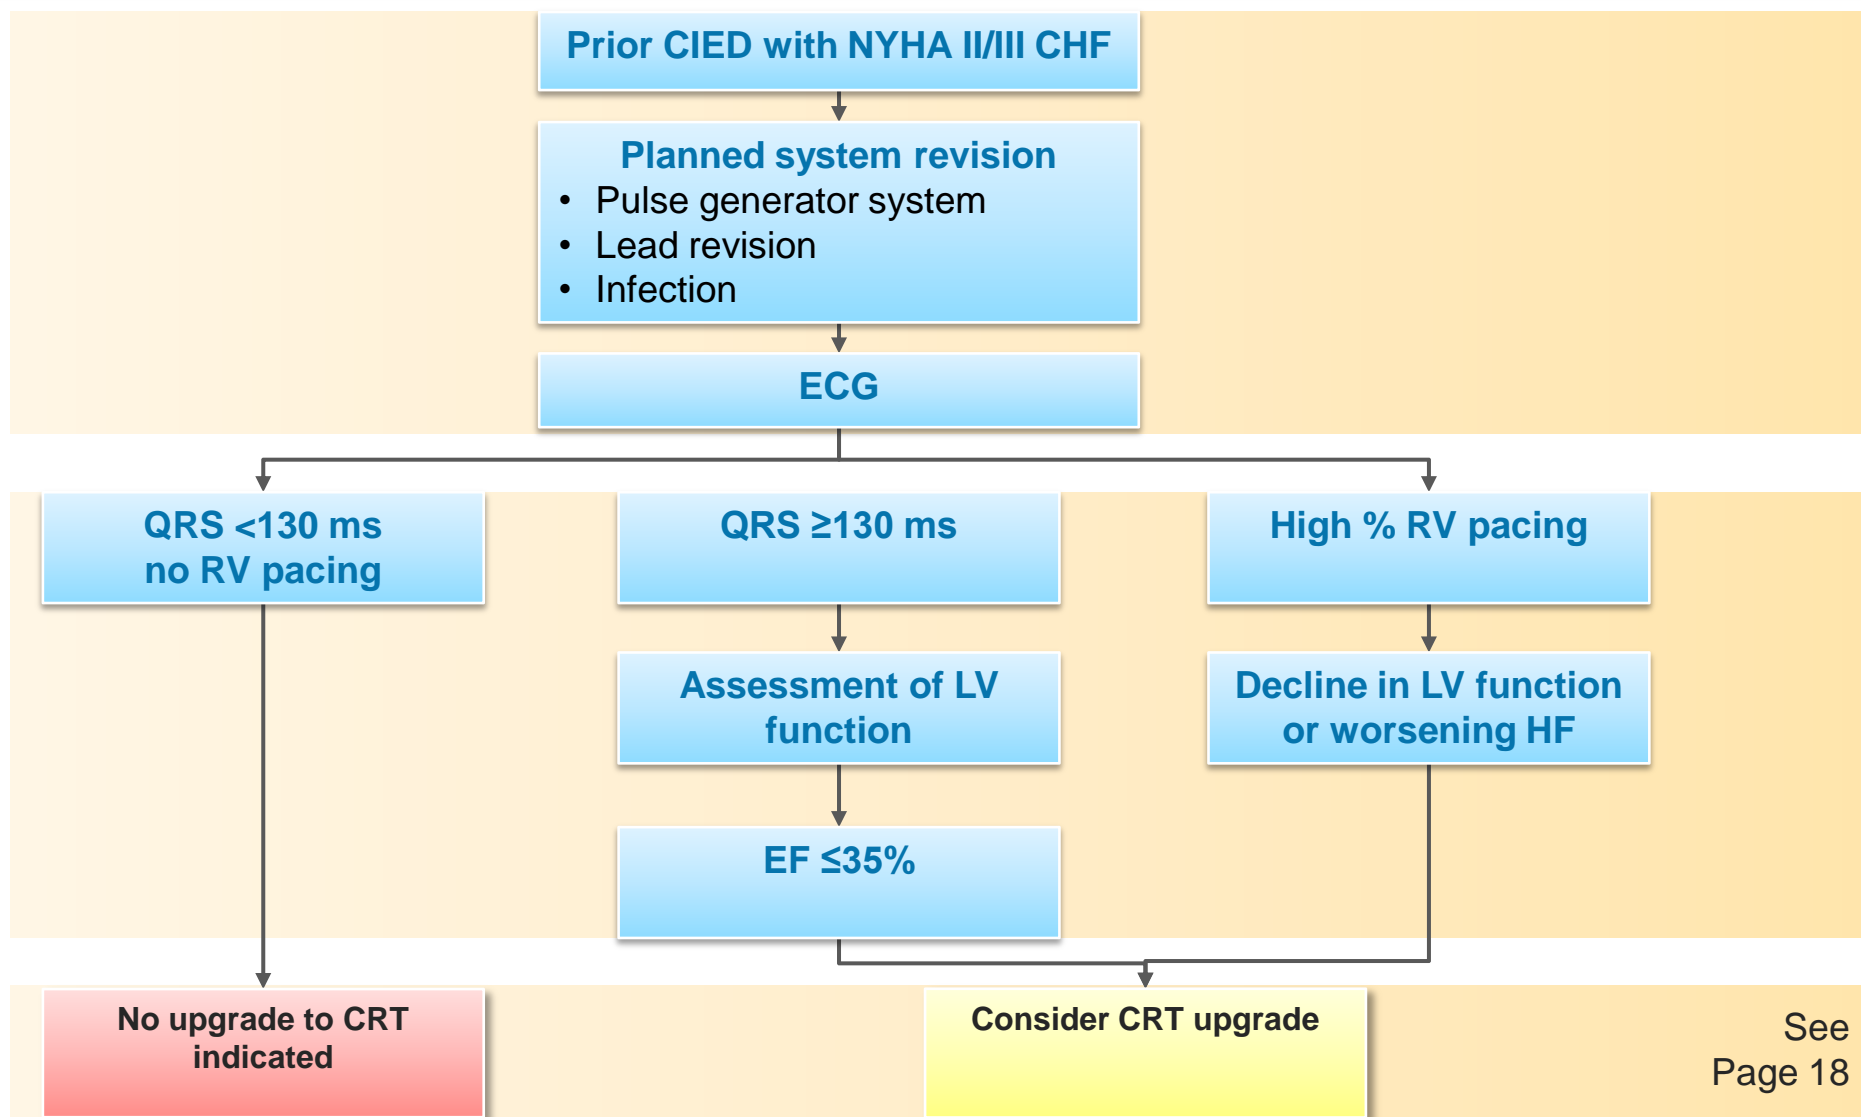 Prior CIED with NYHA II/III CHF
Planned system revision
• Pulse generator system
• Lead revision
• Infection
ECG
QRS <130 ms
no RV pacing
QRS ≥130 ms
High % RV pacing
Assessment of LV
function
Decline in LV function
or worsening HF
EF ≤35%
No upgrade to CRT
indicated
Consider CRT upgrade
See
Page 18